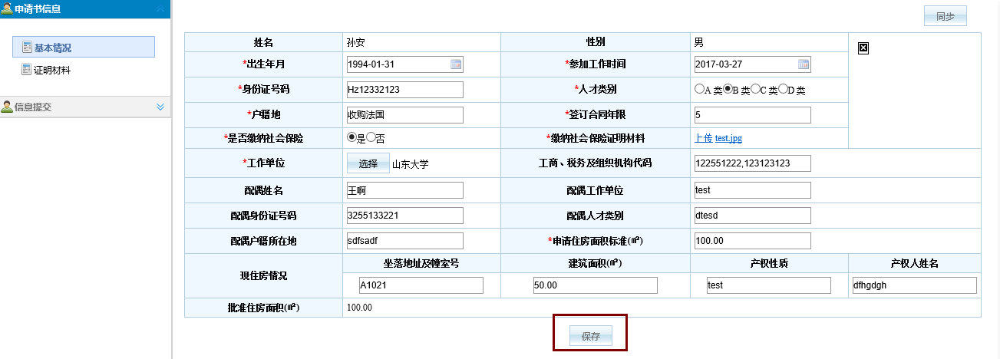 申请书信息
基本情况
证明材料
信息提交
同步
姓名 孙安 性别 男
*出生年月 1994-01-31 *参加工作时间 2017-03-27
*身份证号码 Hz12332123 *人才类别 A 类 B 类 C 类 D 类
*户籍地 收购法国 *签订合同年限 5
*是否缴纳社会保险 是 否 *缴纳社会保险证明材料 上传 test.jpg
*工作单位 选择 山东大学 工商、税务及组织机构代码 122551222,123123123
配偶姓名 王啊 配偶工作单位 test
配偶身份证号码 3255133221 配偶人才类别 dtesd
配偶户籍所在地 sdfsadf *申请住房面积标准(㎡) 100.00
现住房情况 坐落地址及幢室号 建筑面积(㎡) 产权性质 产权人姓名
A1021 50.00 test dfhgdgh
批准住房面积(㎡) 100.00
保存